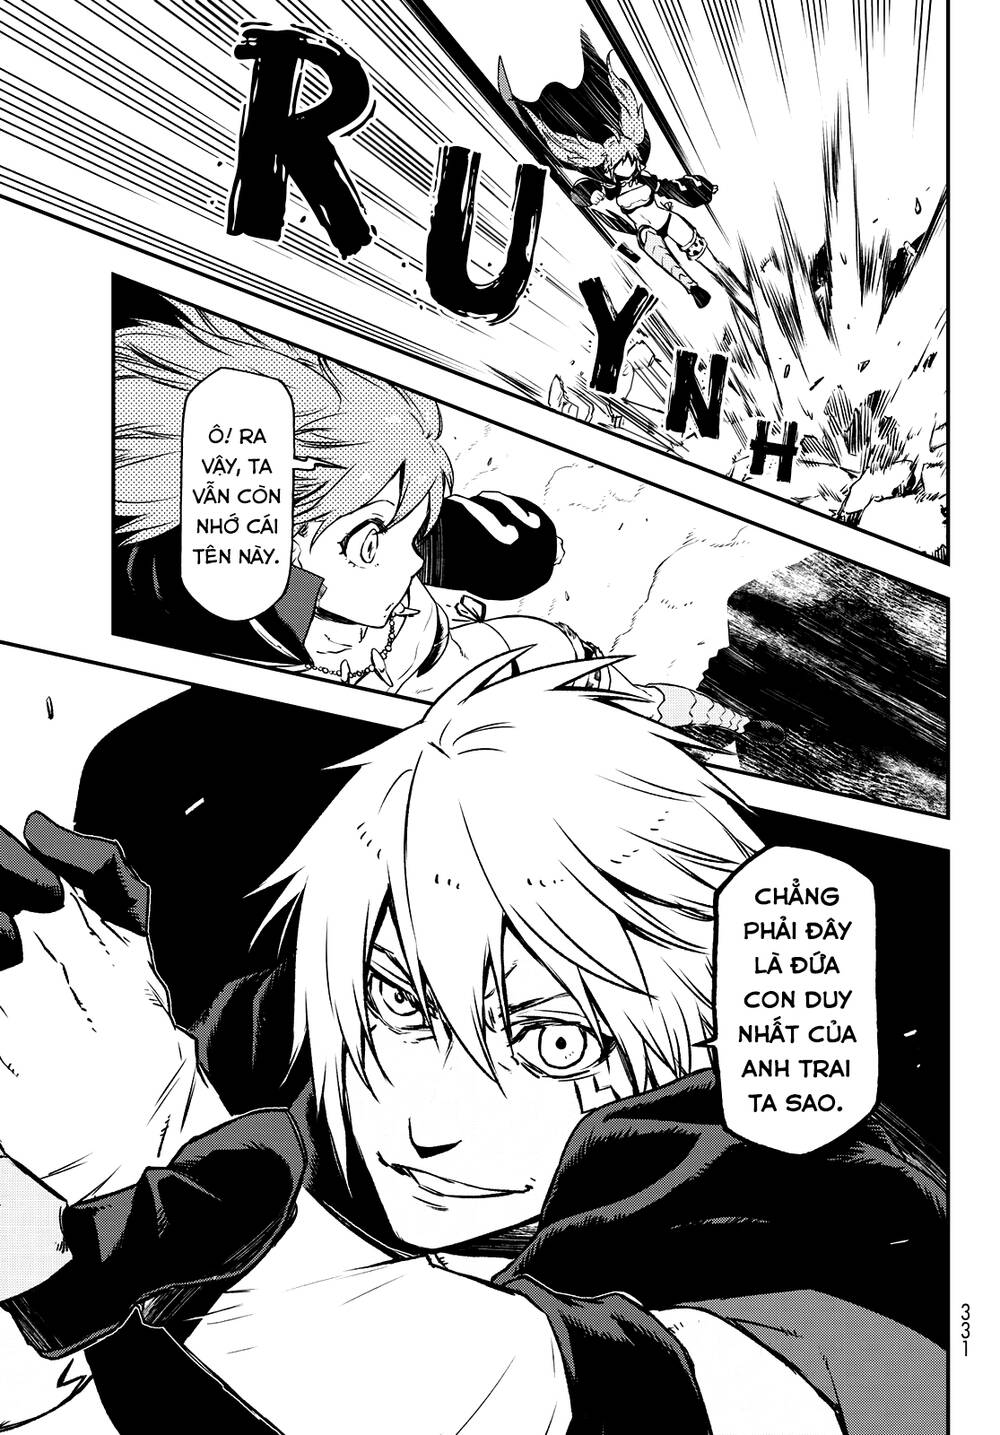 RUỲNH
Ô! RA
VẬY, TA
VẪN CÒN
NHỚ CÁI
TÊN NÀY.
CHẲNG
PHẢI ĐÂY
LÀ ĐỨA
CON DUY
NHẤT CỦA
ANH TRAI
TA SAO.
331